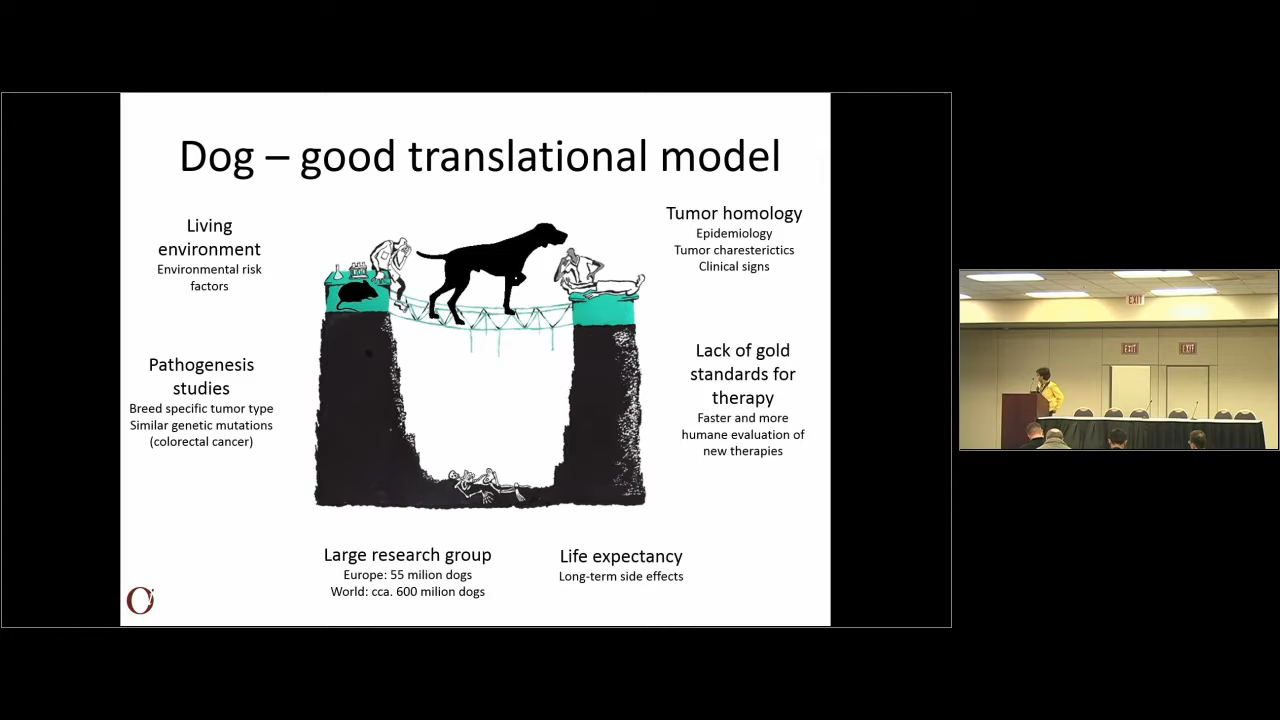 Dog – good translational model
Living
environment
Environmental risk
factors
Tumor homology
Epidemiology
Tumor charesterictics
Clinical signs
Pathogenesis
studies
Breed specific tumor type
Similar genetic mutations
(colorectal cancer)
Lack of gold
standards for
therapy
Faster and more
humane evaluation of
new therapies
Large research group
Europe: 55 milion dogs
World: cca. 600 milion dogs
Life expectancy
Long-term side effects
EXIT
EXIT
EXIT